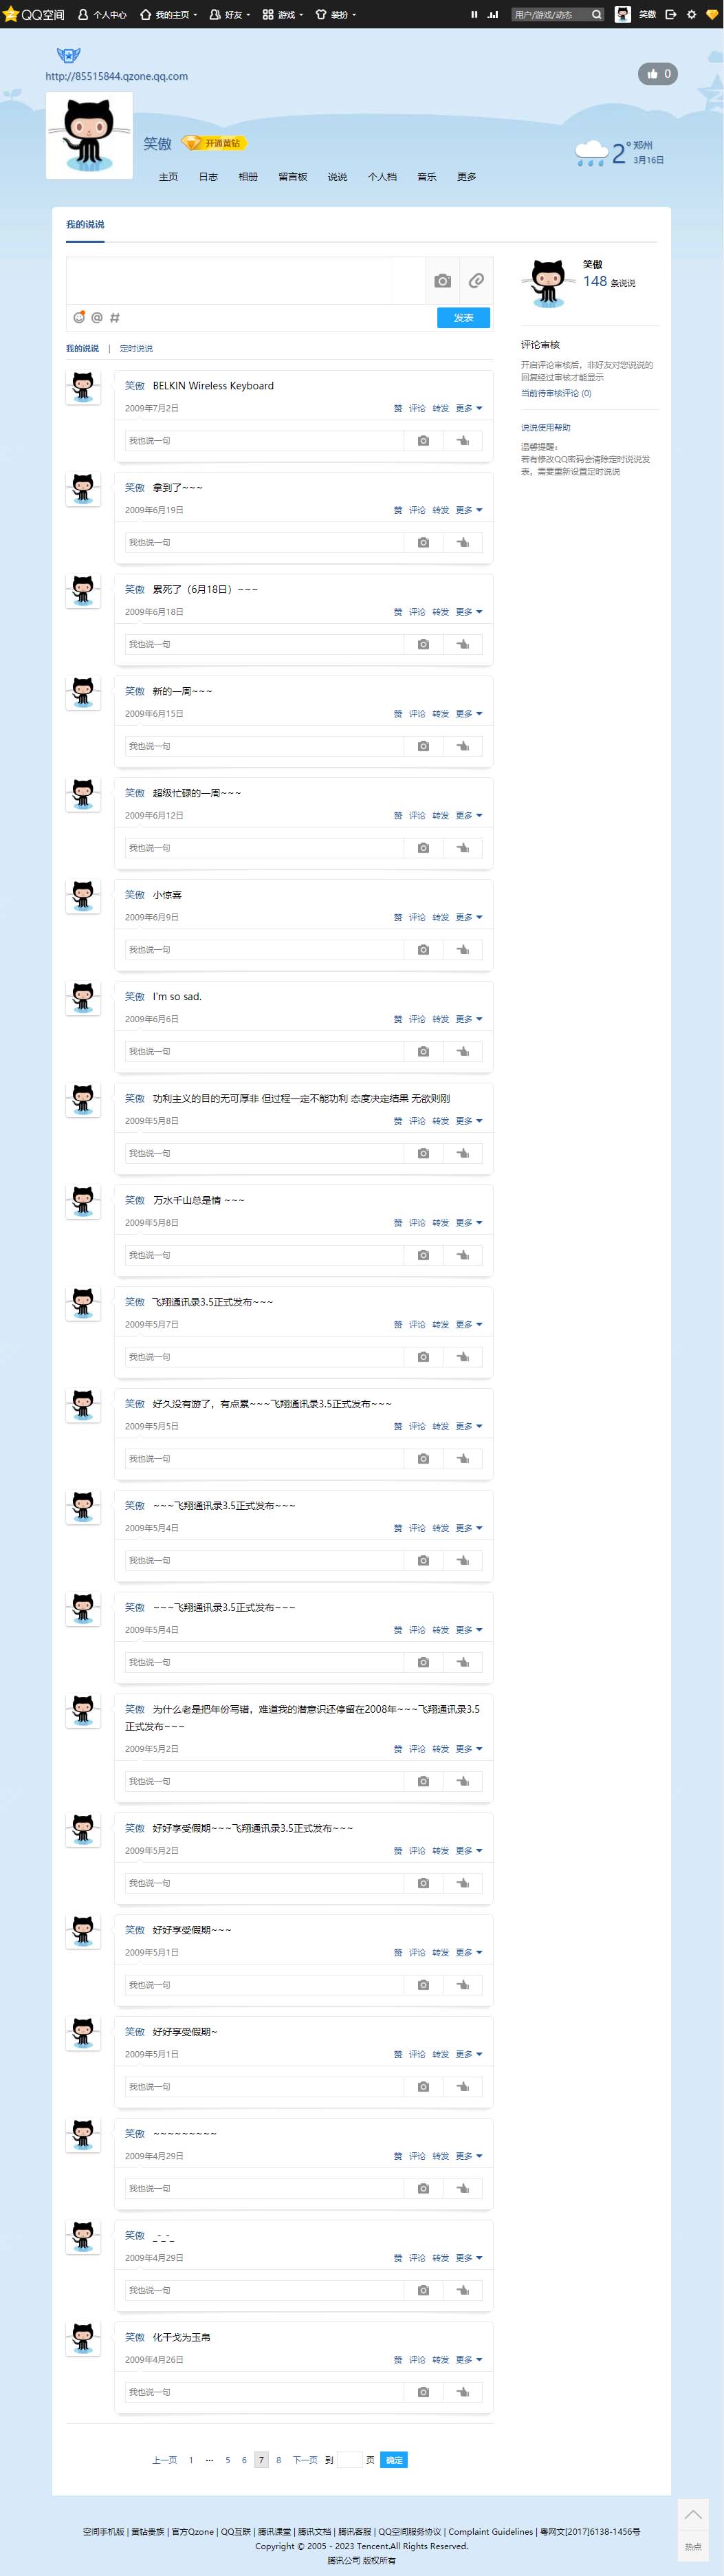 QQ空间 个人中心 我的主页 好友 游戏 装扮 用户/游戏/动态 笑傲
http://85515844.qzone.qq.com
0
笑傲 开通黄钻
2° 郑州
3月16日
主页 日志 相册 留言板 说说 个人档 音乐 更多
我的说说
发表
我的说说 | 定时说说
笑傲
148 条说说
评论审核
开启评论审核后，非好友对您说说的
回复经过审核才能显示
当前待审核评论 (0)
说说使用帮助
温馨提醒：
若有修改QQ密码会清除定时说说发
表，需要重新设置定时说说
笑傲 BELKIN Wireless Keyboard
2009年7月2日 赞 评论 转发 更多
我也说一句
笑傲 拿到了~~~
2009年6月19日 赞 评论 转发 更多
我也说一句
笑傲 累死了（6月18日）~~~
2009年6月18日 赞 评论 转发 更多
我也说一句
笑傲 新的一周~~~
2009年6月15日 赞 评论 转发 更多
我也说一句
笑傲 超级忙碌的一周~~~
2009年6月12日 赞 评论 转发 更多
我也说一句
笑傲 小惊喜
2009年6月9日 赞 评论 转发 更多
我也说一句
笑傲 I'm so sad.
2009年6月6日 赞 评论 转发 更多
我也说一句
笑傲 功利主义的目的无可厚非 但过程一定不能功利 态度决定结果 无欲则刚
2009年5月8日 赞 评论 转发 更多
我也说一句
笑傲 万水千山总是情 ~~~
2009年5月8日 赞 评论 转发 更多
我也说一句
笑傲 飞翔通讯录3.5正式发布~~~
2009年5月7日 赞 评论 转发 更多
我也说一句
笑傲 好久没有游了，有点累~~~飞翔通讯录3.5正式发布~~~
2009年5月5日 赞 评论 转发 更多
我也说一句
笑傲 ~~~飞翔通讯录3.5正式发布~~~
2009年5月4日 赞 评论 转发 更多
我也说一句
笑傲 ~~~飞翔通讯录3.5正式发布~~~
2009年5月4日 赞 评论 转发 更多
我也说一句
笑傲 为什么老是把年份写错，难道我的潜意识还停留在2008年~~~飞翔通讯录3.5
正式发布~~~
2009年5月2日 赞 评论 转发 更多
我也说一句
笑傲 好好享受假期~~~飞翔通讯录3.5正式发布~~~
2009年5月2日 赞 评论 转发 更多
我也说一句
笑傲 好好享受假期~~~
2009年5月1日 赞 评论 转发 更多
我也说一句
笑傲 好好享受假期~
2009年5月1日 赞 评论 转发 更多
我也说一句
笑傲 ~~~~~~~~~
2009年4月29日 赞 评论 转发 更多
我也说一句
笑傲 _-_-_
2009年4月29日 赞 评论 转发 更多
我也说一句
笑傲 化干戈为玉帛
2009年4月26日 赞 评论 转发 更多
我也说一句
上一页 1 ··· 5 6 7 8 下一页 到 页 确定
空间手机版 | 黄钻贵族 | 官方Qzone | QQ互联 | 腾讯课堂 | 腾讯文档 | 腾讯客服 | QQ空间服务协议 | Complaint Guidelines | 粤网文[2017]6138-1456号
Copyright © 2005 - 2023 Tencent.All Rights Reserved.
腾讯公司 版权所有
热点